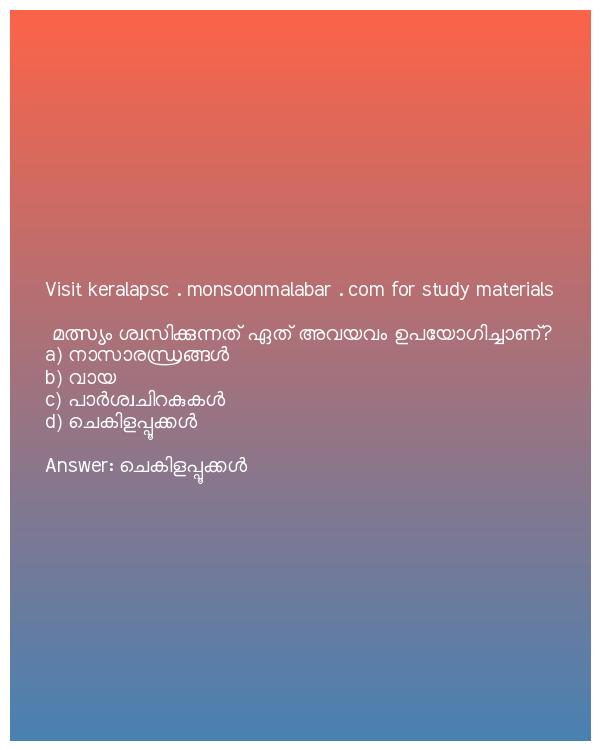 Visit keralapsc . monsoonmalabar . com for study materials
മത്സ്യം ശ്വസിക്കുന്നത് ഏത് അവയവം ഉപയോഗിച്ചാണ്?
a) നാസാരന്ധ്രങ്ങൾ
b) വായ
c) പാർശ്വചിറകുകൾ
d) ചെകിളപ്പൂക്കൾ
Answer: ചെകിളപ്പൂക്കൾ